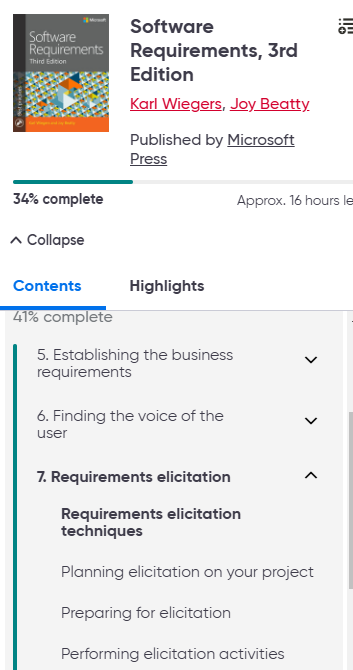 Microsoft
Software
Requirements
Third Edition
Software
Requirements, 3rd
Edition
Karl Wiegers, Joy Beatty
Published by Microsoft
Press
34% complete
Approx. 16 hours le
Collapse
Contents
Highlights
41% complete
5. Establishing the business
requirements
6. Finding the voice of the
user
7. Requirements elicitation
Requirements elicitation
techniques
Planning elicitation on your project
Preparing for elicitation
Performing elicitation activities